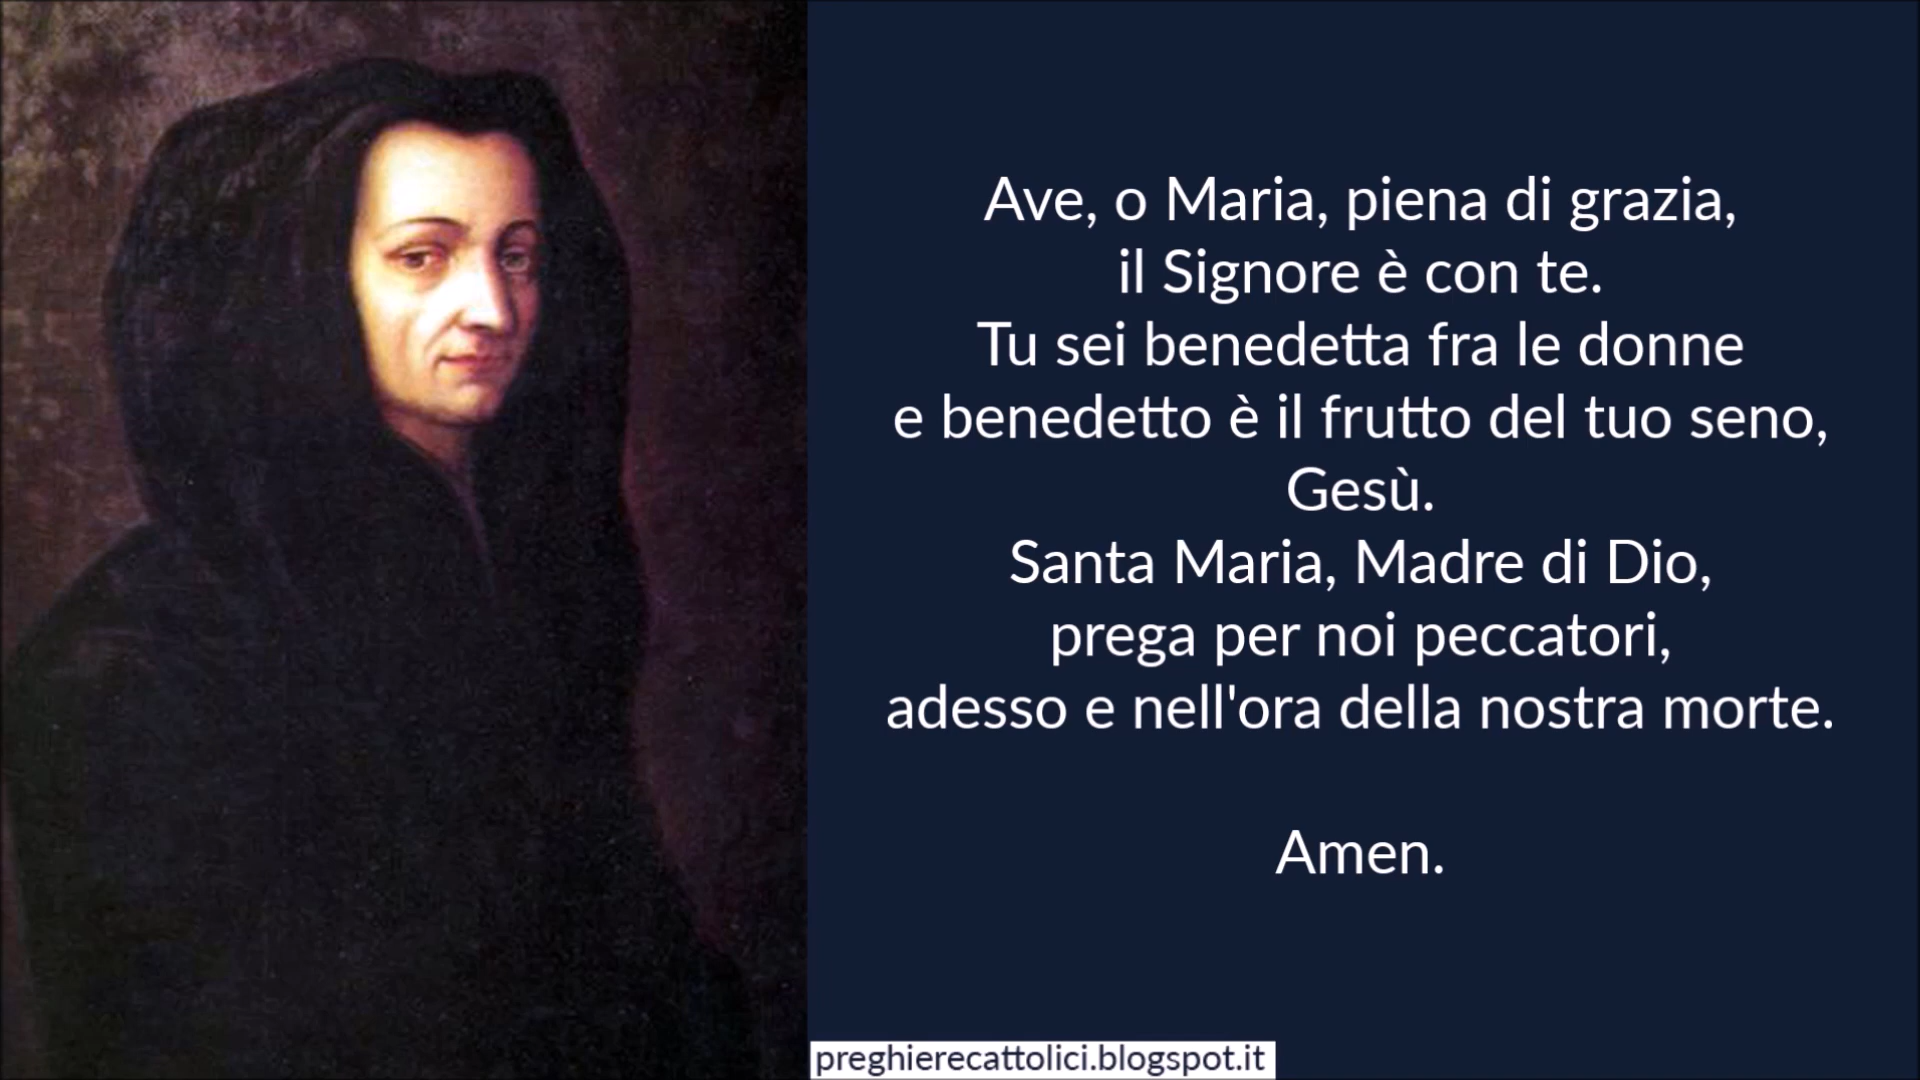 Ave, o Maria, piena di grazia,
il Signore è con te.
Tu sei benedetta fra le donne
e benedetto è il frutto del tuo seno,
Gesù.
Santa Maria, Madre di Dio,
prega per noi peccatori,
adesso e nell'ora della nostra morte.
Amen.
preghierecattolici.blogspot.it